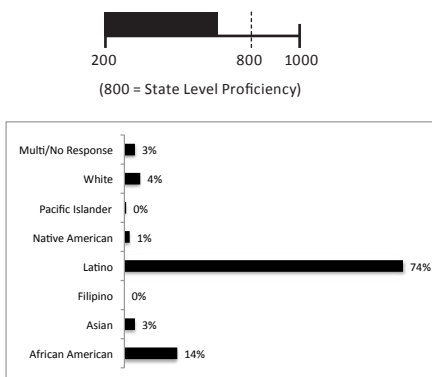 200 800 1000
(800 = State Level Proficiency)
Multi/No Response 3%
White 4%
Pacific Islander 0%
Native American 1%
Latino 74%
Filipino 0%
Asian 3%
African American 14%